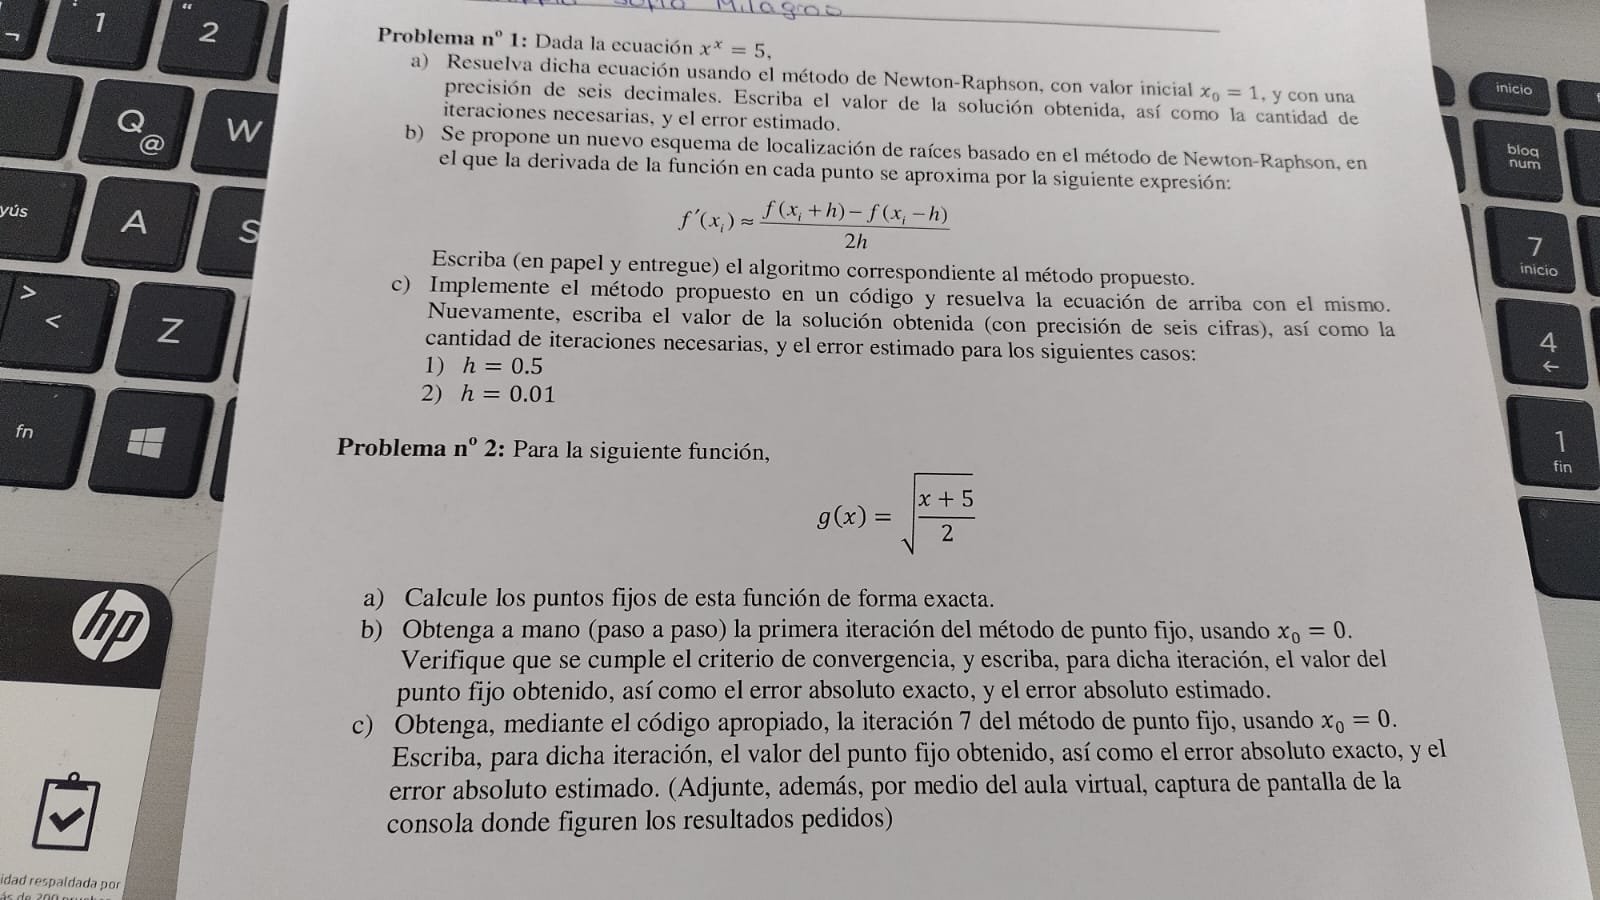 Milagros
Problema nº 1: Dada la ecuación x^x = 5,
a) Resuelva dicha ecuación usando el método de Newton-Raphson, con valor inicial x₀ = 1, y con una
precisión de seis decimales. Escriba el valor de la solución obtenida, así como la cantidad de
iteraciones necesarias, y el error estimado.
b) Se propone un nuevo esquema de localización de raíces basado en el método de Newton-Raphson, en
el que la derivada de la función en cada punto se aproxima por la siguiente expresión:
f′(xᵢ) ≈ (f(xᵢ + h) − f(xᵢ − h)) / 2h
Escriba (en papel y entregue) el algoritmo correspondiente al método propuesto.
c) Implemente el método propuesto en un código y resuelva la ecuación de arriba con el mismo.
Nuevamente, escriba el valor de la solución obtenida (con precisión de seis cifras), así como la
cantidad de iteraciones necesarias, y el error estimado para los siguientes casos:
1) h = 0.5
2) h = 0.01
Problema nº 2: Para la siguiente función,
g(x) = √((x + 5) / 2)
a) Calcule los puntos fijos de esta función de forma exacta.
b) Obtenga a mano (paso a paso) la primera iteración del método de punto fijo, usando x₀ = 0.
Verifique que se cumple el criterio de convergencia, y escriba, para dicha iteración, el valor del
punto fijo obtenido, así como el error absoluto exacto, y el error absoluto estimado.
c) Obtenga, mediante el código apropiado, la iteración 7 del método de punto fijo, usando x₀ = 0.
Escriba, para dicha iteración, el valor del punto fijo obtenido, así como el error absoluto exacto, y el
error absoluto estimado. (Adjunte, además, por medio del aula virtual, captura de pantalla de la
consola donde figuren los resultados pedidos)
¬
1
"
2
Q
@
W
yús
A
S
>
<
Z
fn
hp
idad respaldada por
ás de 200
inicio
bloq
num
7
inicio
4
←
1
fin